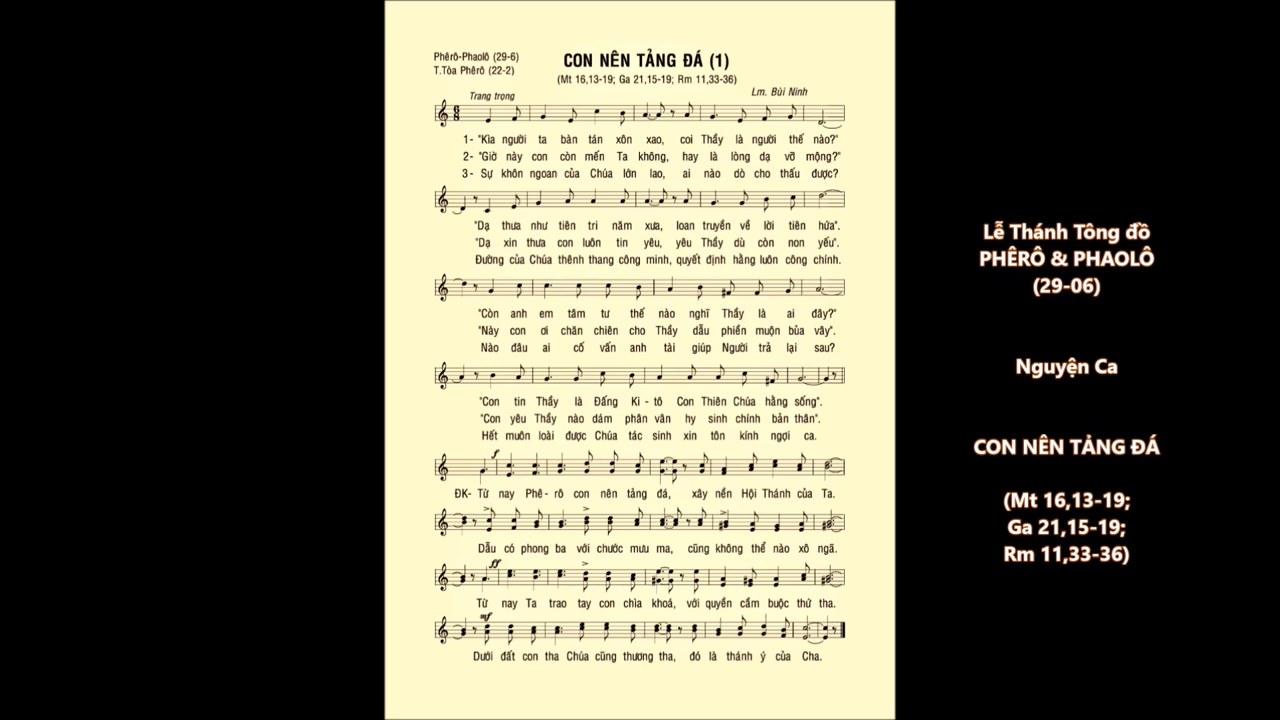 Phêrô-Phaolô (29-6)
T.Tòa Phêrô (22-2)
CON NÊN TẢNG ĐÁ (1)
(Mt 16,13-19; Ga 21,15-19; Rm 11,33-36)
Lm. Bùi Ninh
Trang trọng
1- "Kìa người ta bàn tán xôn xao, coi Thầy là người thế nào?"
2- "Giờ này con còn mến Ta không, hay là lòng dạ vỡ mộng?"
3- Sự khôn ngoan của Chúa lớn lao, ai nào dò cho thấu được?
"Dạ thưa như tiên tri năm xưa, loan truyền về lời tiên hứa".
"Dạ xin thưa con luôn tin yêu, yêu Thầy dù còn non yếu".
Đường của Chúa thênh thang công minh, quyết định hằng luôn công chính.
"Còn anh em tâm tư thế nào nghĩ Thầy là ai đây?"
"Này con ơi chăn chiên cho Thầy dẫu phiền muộn bủa vây".
Nào đâu ai cố vấn anh tài giúp Người trả lại sau?
"Con tin Thầy là Đấng Ki - tô Con Thiên Chúa hằng sống".
"Con yêu Thầy nào dám phân vân hy sinh chính bản thân".
Hết muôn loài được Chúa tác sinh xin tôn kính ngợi ca.
f
ĐK- Từ nay Phê - rô con nên tảng đá, xây nền Hội Thánh của Ta.
Dẫu có phong ba với chước mưu ma, cũng không thể nào xô ngã.
ff
Từ nay Ta trao tay con chìa khoá, với quyền cầm buộc thứ tha.
mf
Dưới đất con tha Chúa cũng thương tha, đó là thánh ý của Cha.
Lễ Thánh Tông đồ
PHÊRÔ & PHAOLÔ
(29-06)
Nguyện Ca
CON NÊN TẢNG ĐÁ
(Mt 16,13-19;
Ga 21,15-19;
Rm 11,33-36)